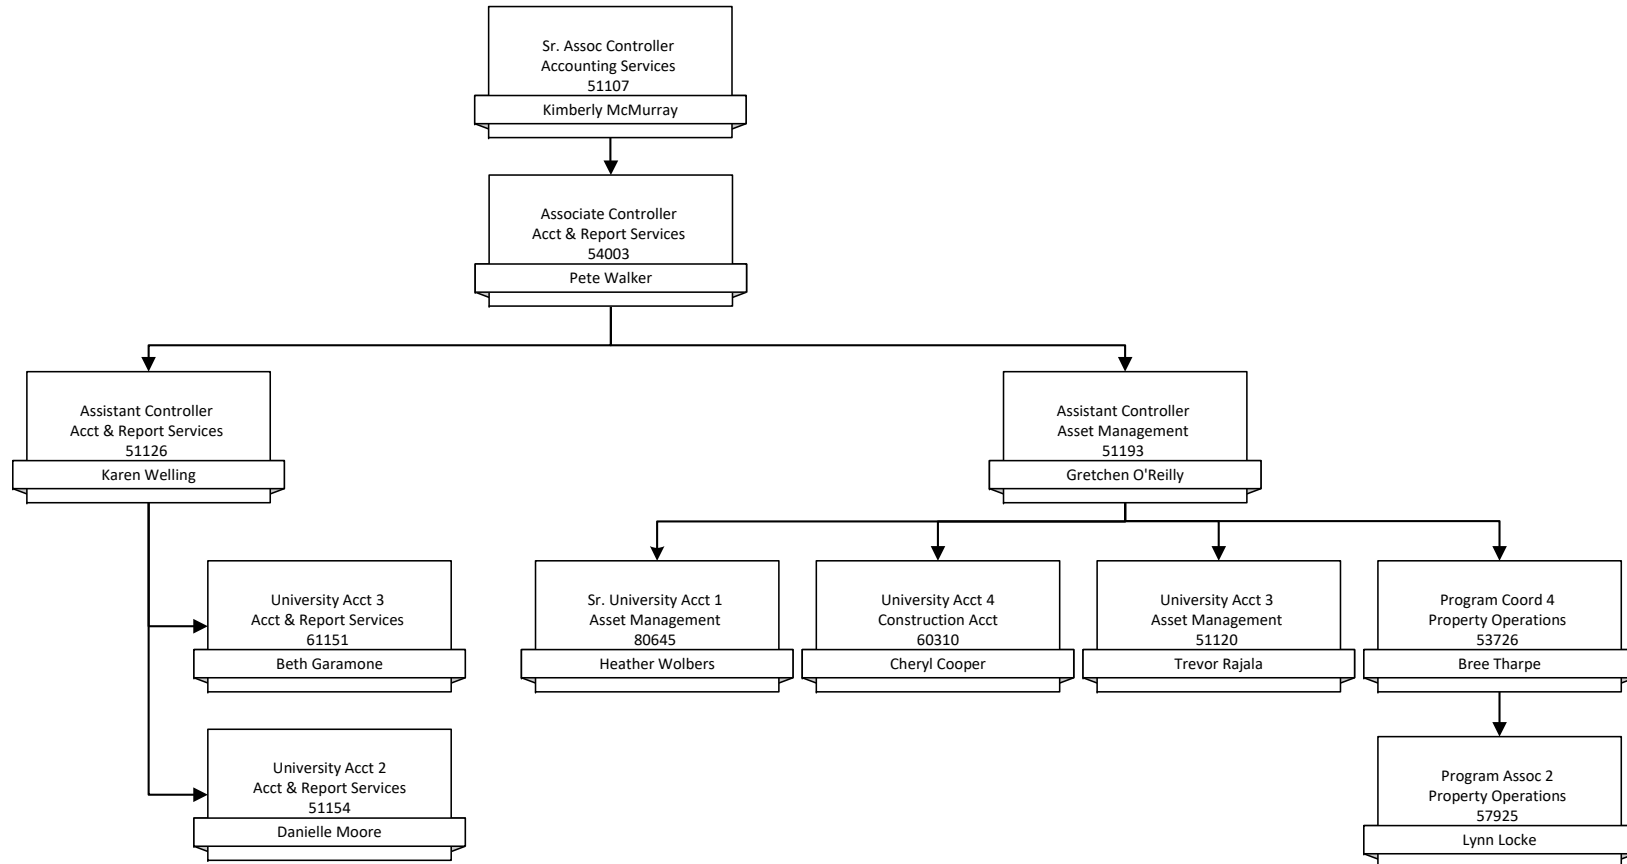 Sr. Assoc Controller
Accounting Services
51107
Kimberly McMurray
Associate Controller
Acct & Report Services
54003
Pete Walker
Assistant Controller
Acct & Report Services
51126
Karen Welling
Assistant Controller
Asset Management
51193
Gretchen O'Reilly
University Acct 3
Acct & Report Services
61151
Beth Garamone
Sr. University Acct 1
Asset Management
80645
Heather Wolbers
University Acct 4
Construction Acct
60310
Cheryl Cooper
University Acct 3
Asset Management
51120
Trevor Rajala
Program Coord 4
Property Operations
53726
Bree Tharpe
University Acct 2
Acct & Report Services
51154
Danielle Moore
Program Assoc 2
Property Operations
57925
Lynn Locke